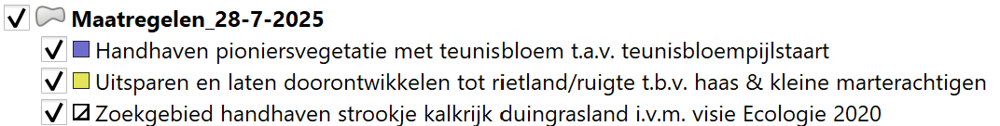 Maatregelen_28-7-2025
Handhaven pioniersvegetatie met teunisbloem t.a.v. teunisbloempijlstaart
Uitsparen en laten doorontwikkelen tot rietland/ruigte t.b.v. haas & kleine marterachtigen
Zoekgebied handhaven strookje kalkrijk duingrasland i.v.m. visie Ecologie 2020